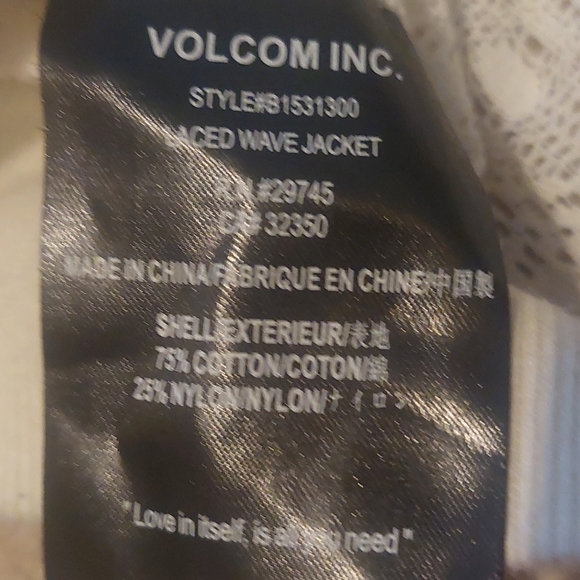 VOLCOM INC.
STYLE#B1531300
LACED WAVE JACKET
R.N.#29745
CA# 32350
MADE IN CHINA/FABRIQUE EN CHINE/中国製
SHELL/EXTERIEUR/表地
75% COTTON/COTON/綿
25% NYLON/NYLON/ナイロン
"Love in itself, is all you need"